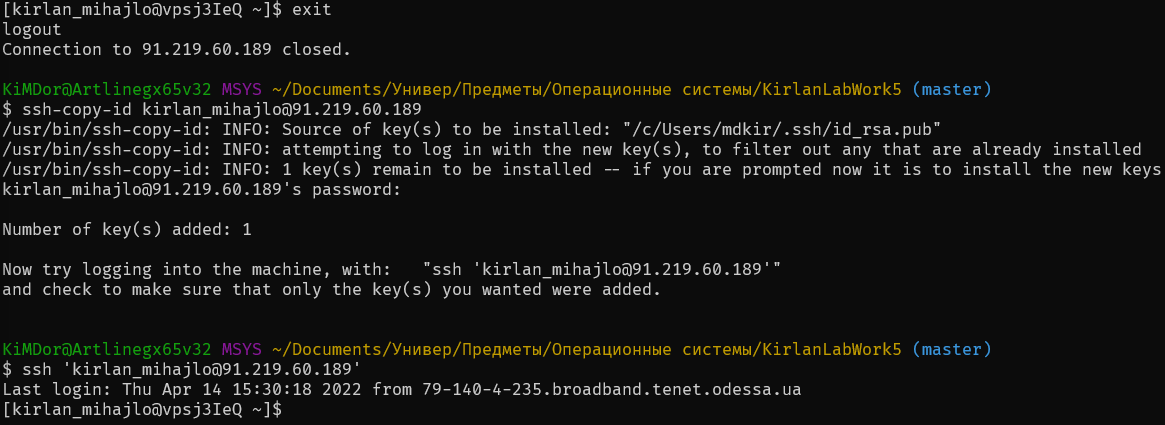 [kirlan_mihajlo@vpsj3IeQ ~]$ exit
logout
Connection to 91.219.60.189 closed.
KiMDor@Artlinegx65v32 MSYS ~/Documents/Универ/Предметы/Операционные системы/KirlanLabWork5 (master)
$ ssh-copy-id kirlan_mihajlo@91.219.60.189
/usr/bin/ssh-copy-id: INFO: Source of key(s) to be installed: "/c/Users/mdkir/.ssh/id_rsa.pub"
/usr/bin/ssh-copy-id: INFO: attempting to log in with the new key(s), to filter out any that are already installed
/usr/bin/ssh-copy-id: INFO: 1 key(s) remain to be installed -- if you are prompted now it is to install the new keys
kirlan_mihajlo@91.219.60.189's password:
Number of key(s) added: 1
Now try logging into the machine, with:   "ssh 'kirlan_mihajlo@91.219.60.189'"
and check to make sure that only the key(s) you wanted were added.
KiMDor@Artlinegx65v32 MSYS ~/Documents/Универ/Предметы/Операционные системы/KirlanLabWork5 (master)
$ ssh 'kirlan_mihajlo@91.219.60.189'
Last login: Thu Apr 14 15:30:18 2022 from 79-140-4-235.broadband.tenet.odessa.ua
[kirlan_mihajlo@vpsj3IeQ ~]$